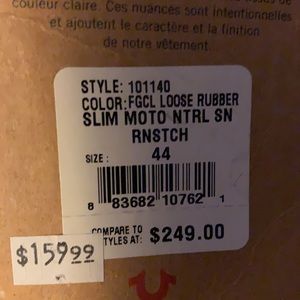 couleur claire. Ces nuances sont intentionnelles
et ajoutent le caractère et la finition
de notre vêtement.
STYLE: 101140
COLOR:FGCL LOOSE RUBBER
SLIM MOTO NTRL SN
RNSTCH
SIZE: 44
8 83682 10762 1
COMPARE TO
STYLES AT: $249.00
$159.99